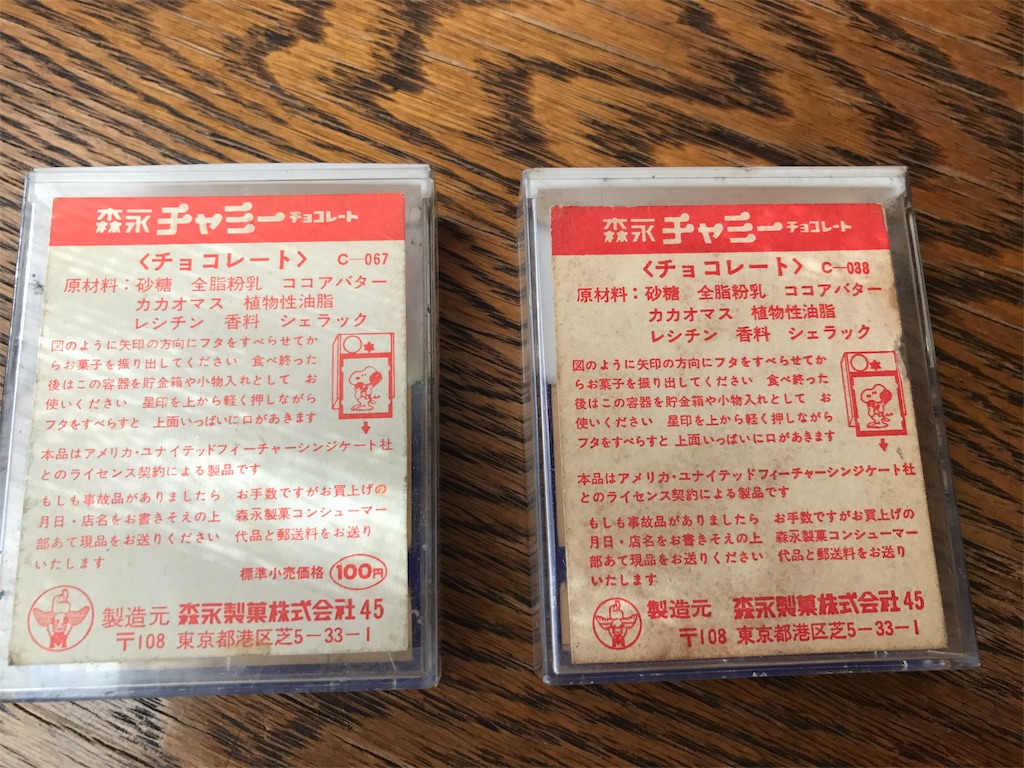 森永 チャミー チョコレート
〈チョコレート〉 C-067
原材料：砂糖 全脂粉乳 ココアバター
カカオマス 植物性油脂
レシチン 香料 シェラック
図のように矢印の方向にフタをすべらせてか
らお菓子を振り出してください 食べ終った
後はこの容器を貯金箱や小物入れとして お
使いください 星印を上から軽く押しながら
フタをすべらすと 上面いっぱいに口があきます
本品はアメリカ・ユナイテッドフィーチャーシンジケート社
とのライセンス契約による製品です
もしも事故品がありましたら お手数ですがお買上げの
月日・店名をお書きそえの上 森永製菓コンシューマー
部あて現品をお送りください 代品と郵送料をお送り
いたします
標準小売価格 100円
製造元 森永製菓株式会社 45
〒108 東京都港区芝5-33-1
森永 チャミー チョコレート
〈チョコレート〉 C-038
原材料：砂糖 全脂粉乳 ココアバター
カカオマス 植物性油脂
レシチン 香料 シェラック
図のように矢印の方向にフタをすべらせてか
らお菓子を振り出してください 食べ終った
後はこの容器を貯金箱や小物入れとして お
使いください 星印を上から軽く押しながら
フタをすべらすと 上面いっぱいに口があきます
本品はアメリカ・ユナイテッドフィーチャーシンジケート社
とのライセンス契約による製品です
もしも事故品がありましたら お手数ですがお買上げの
月日・店名をお書きそえの上 森永製菓コンシューマー
部あて現品をお送りください 代品と郵送料をお送り
いたします
製造元 森永製菓株式会社 45
〒108 東京都港区芝5-33-1